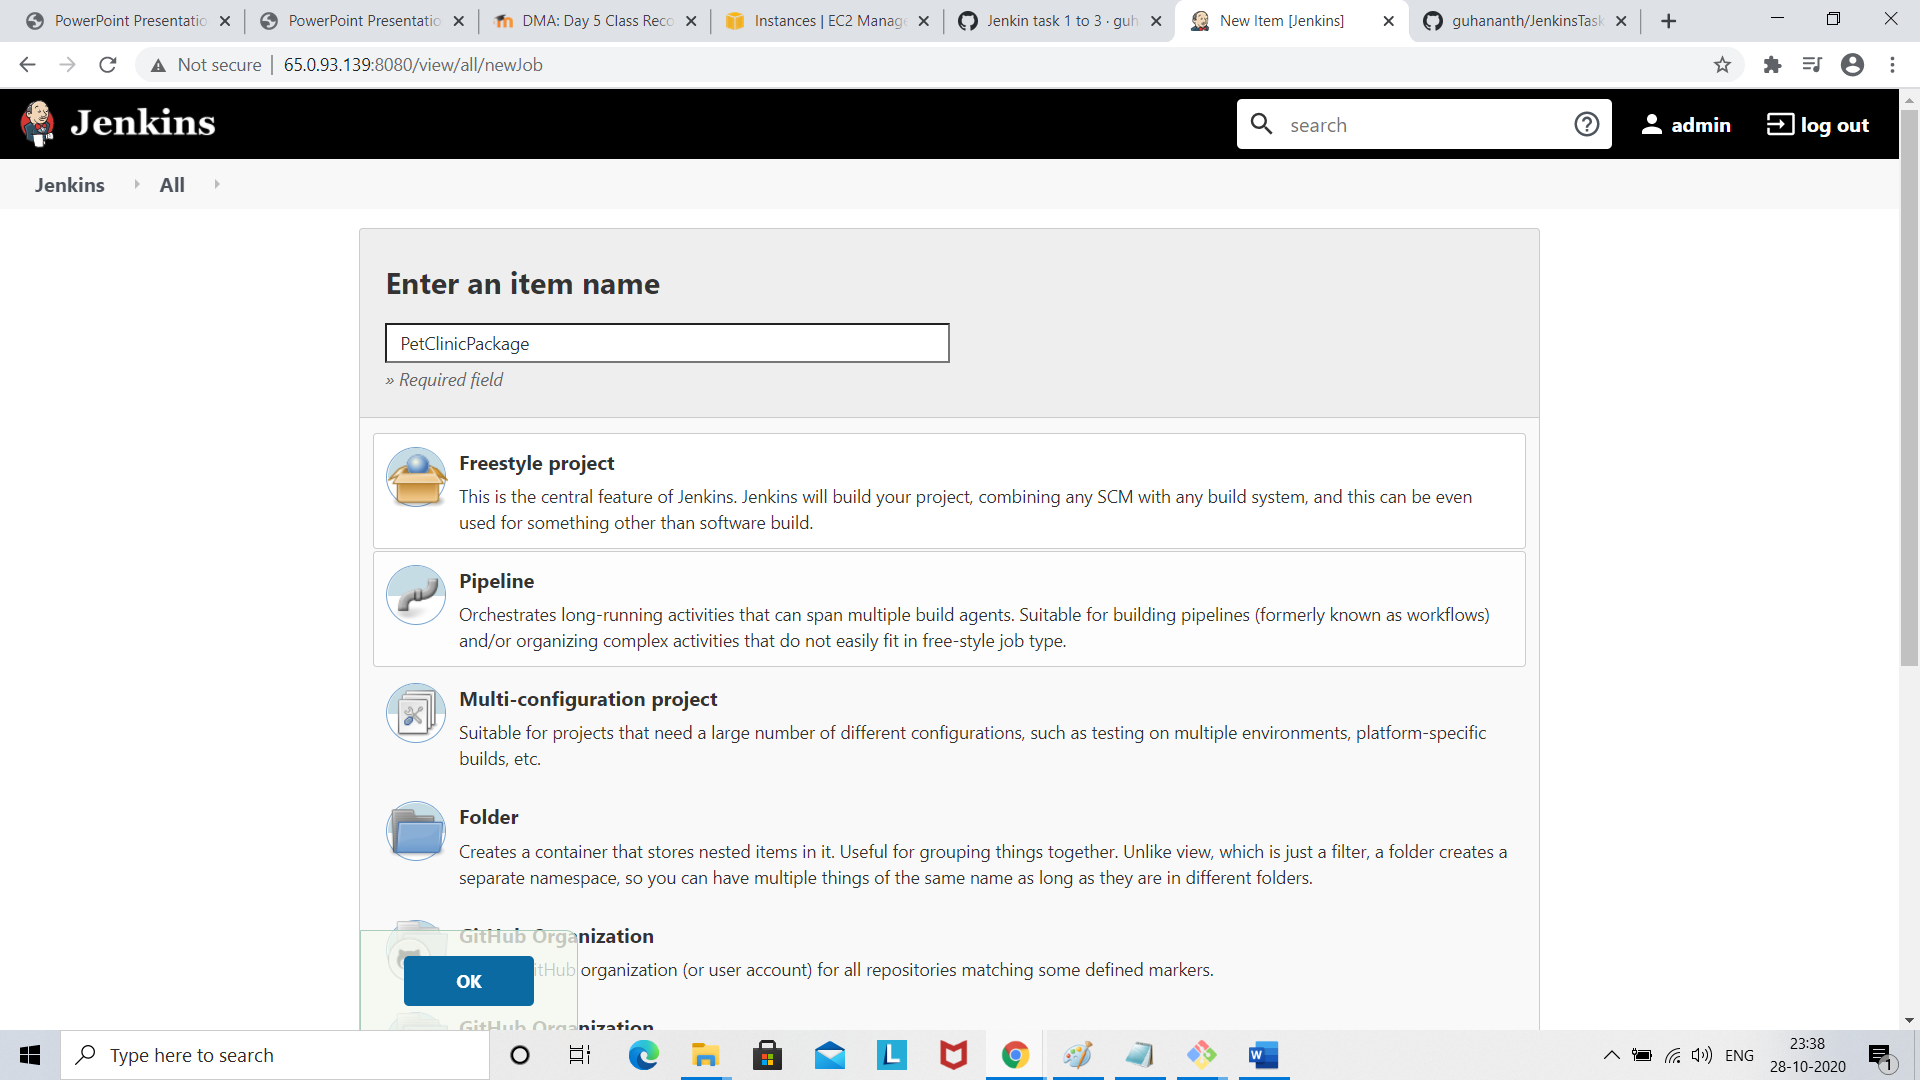 PowerPoint Presentatio
PowerPoint Presentatio
DMA: Day 5 Class Reco
Instances | EC2 Manage
Jenkin task 1 to 3 · guh
New Item [Jenkins]
guhananth/JenkinsTask
Not secure | 65.0.93.139:8080/view/all/newJob
Jenkins
search
admin
log out
Jenkins
All
Enter an item name
PetClinicPackage
» Required field
Freestyle project
This is the central feature of Jenkins. Jenkins will build your project, combining any SCM with any build system, and this can be even
used for something other than software build.
Pipeline
Orchestrates long-running activities that can span multiple build agents. Suitable for building pipelines (formerly known as workflows)
and/or organizing complex activities that do not easily fit in free-style job type.
Multi-configuration project
Suitable for projects that need a large number of different configurations, such as testing on multiple environments, platform-specific
builds, etc.
Folder
Creates a container that stores nested items in it. Useful for grouping things together. Unlike view, which is just a filter, a folder creates a
separate namespace, so you can have multiple things of the same name as long as they are in different folders.
GitHub Organization
itHub organization (or user account) for all repositories matching some defined markers.
OK
GitHub Organization
Type here to search
L
W
ENG
23:38
28-10-2020
1